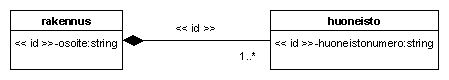 rakennus
<< id >>-osoite:string
<< id >>
1..*
huoneisto
<< id >>-huoneistonumero:string